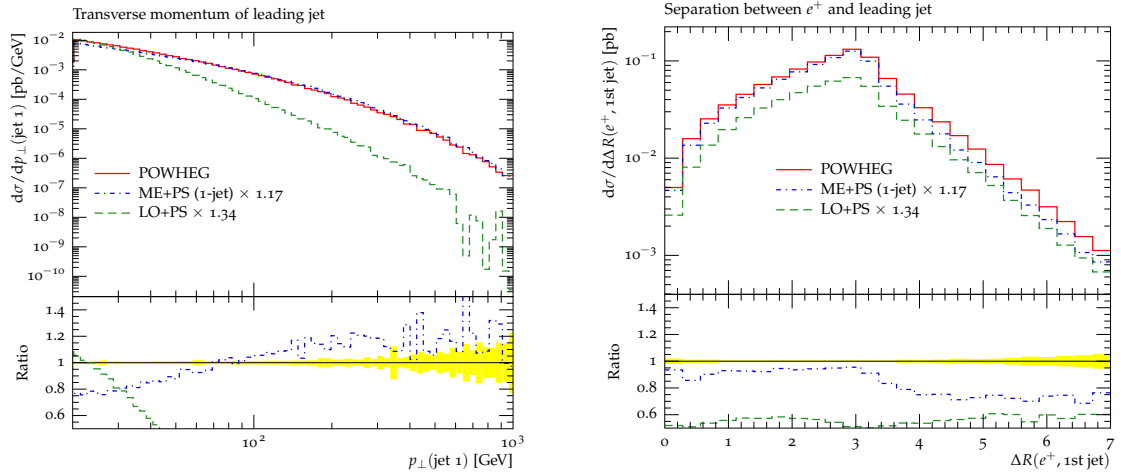 Transverse momentum of leading jet
dσ/dp⊥(jet 1) [pb/GeV]
10⁻²
10⁻³
10⁻⁴
10⁻⁵
10⁻⁶
10⁻⁷
10⁻⁸
10⁻⁹
10⁻¹⁰
POWHEG
ME+PS (1-jet) × 1.17
LO+PS × 1.34
Ratio
1.4
1.2
1
0.8
0.6
10² 10³
p⊥(jet 1) [GeV]
Separation between e⁺ and leading jet
dσ/dΔR(e⁺, 1st jet) [pb]
10⁻¹
10⁻²
10⁻³
POWHEG
ME+PS (1-jet) × 1.17
LO+PS × 1.34
Ratio
1.4
1.2
1
0.8
0.6
0 1 2 3 4 5 6 7
ΔR(e⁺, 1st jet)